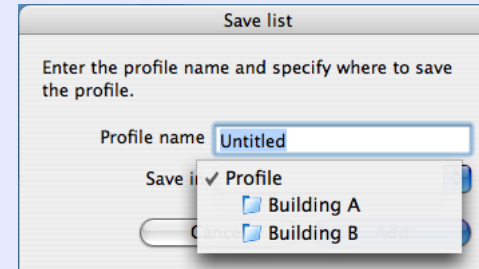 Save list
Enter the profile name and specify where to save
the profile.
Profile name Untitled
Save i ✓ Profile
Building A
Building B
Add